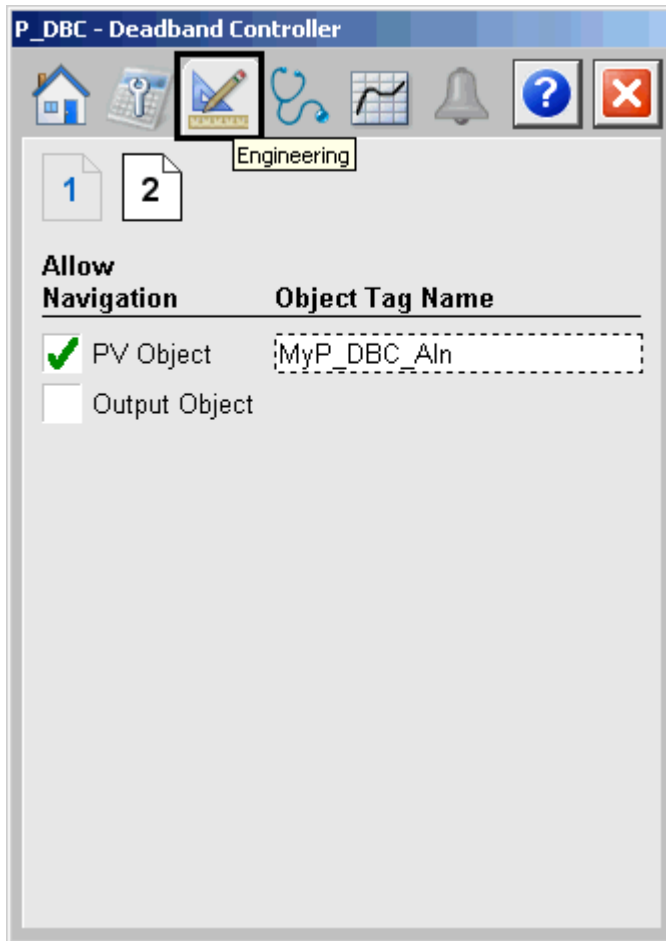 P_DBC - Deadband Controller
?
Engineering
1 2
Allow
Navigation Object Tag Name
PV Object MyP_DBC_AIn
Output Object